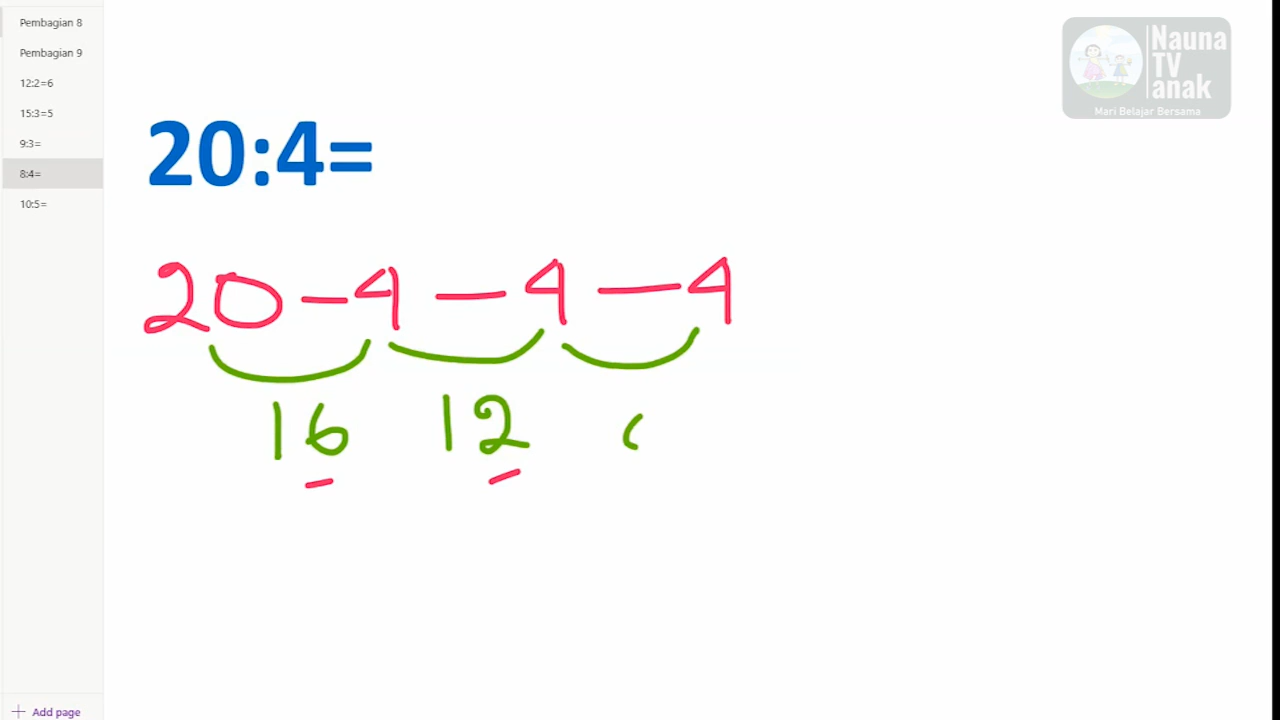 Pembagian 8
Pembagian 9
12:2=6
15:3=5
9:3=
8:4=
10:5=
Add page
20:4=
20-4-4-4
16 12
Nauna
TV
anak
Mari Belajar Bersama